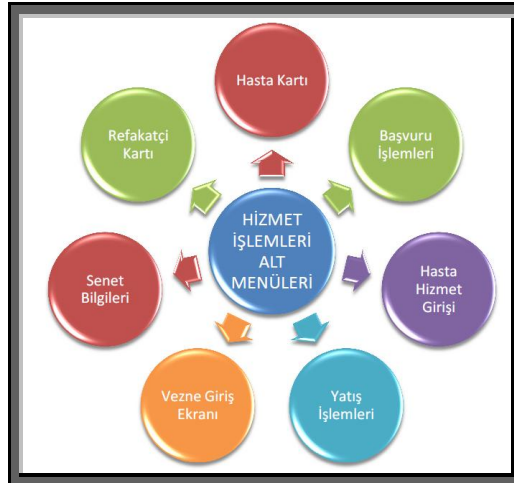 Hasta Kartı
Başvuru
İşlemleri
Hasta
Hizmet
Girişi
Yatış
İşlemleri
Vezne Giriş
Ekranı
Senet
Bilgileri
Refakatçi
Kartı
HİZMET
İŞLEMLERİ
ALT
MENÜLERİ